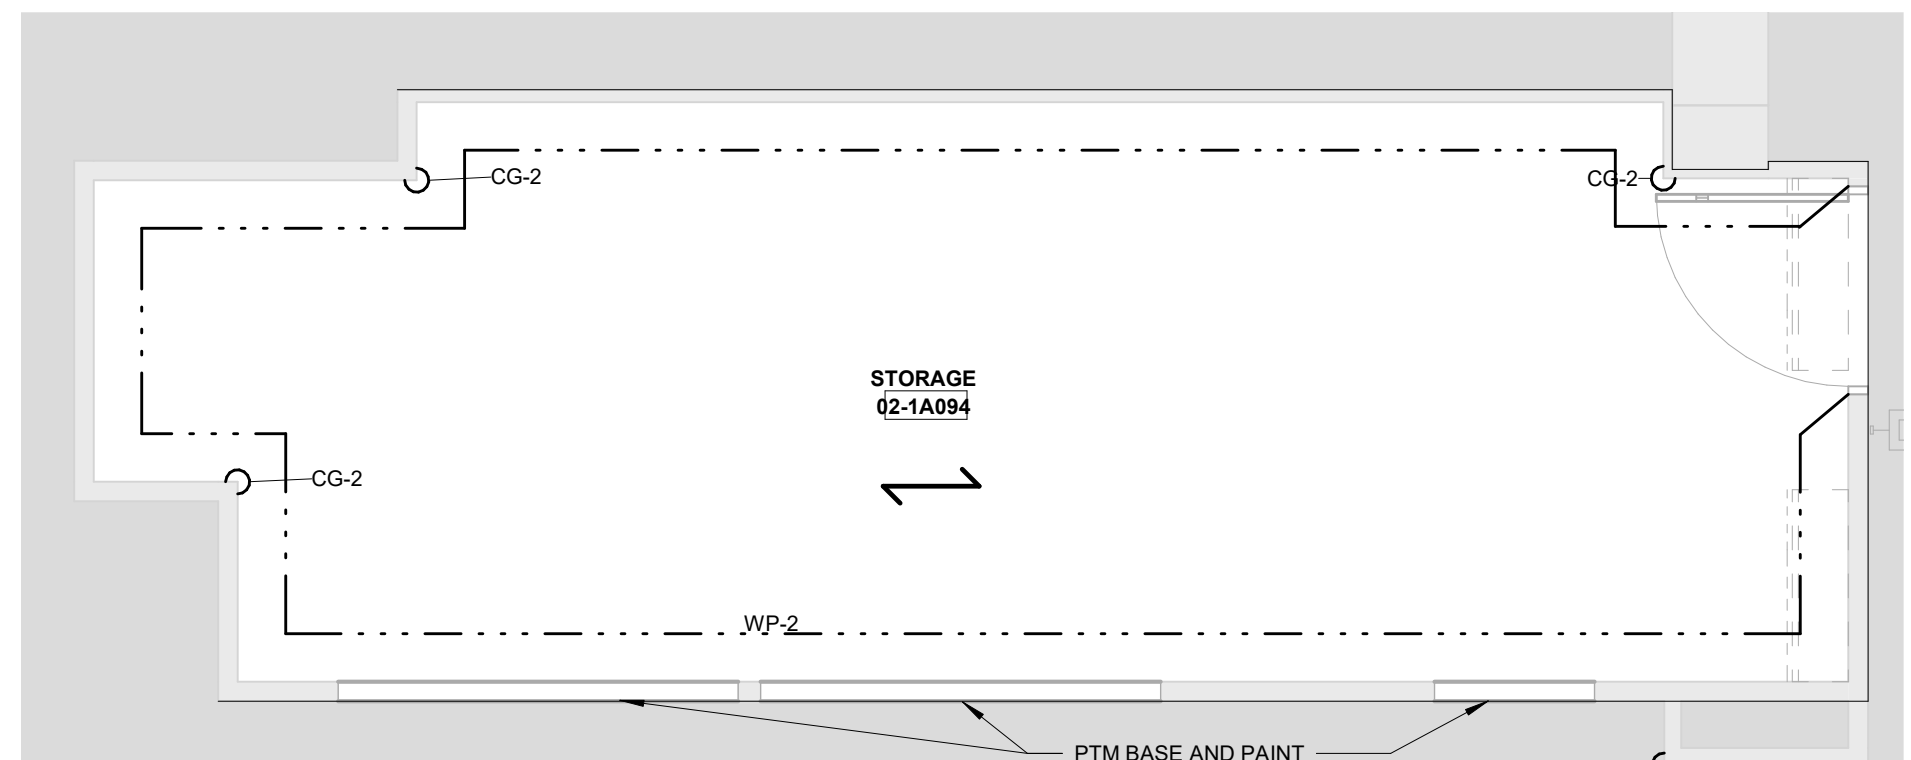 CG-2
CG-2
STORAGE
02-1A094
CG-2
WP-2
PTM BASE AND PAINT